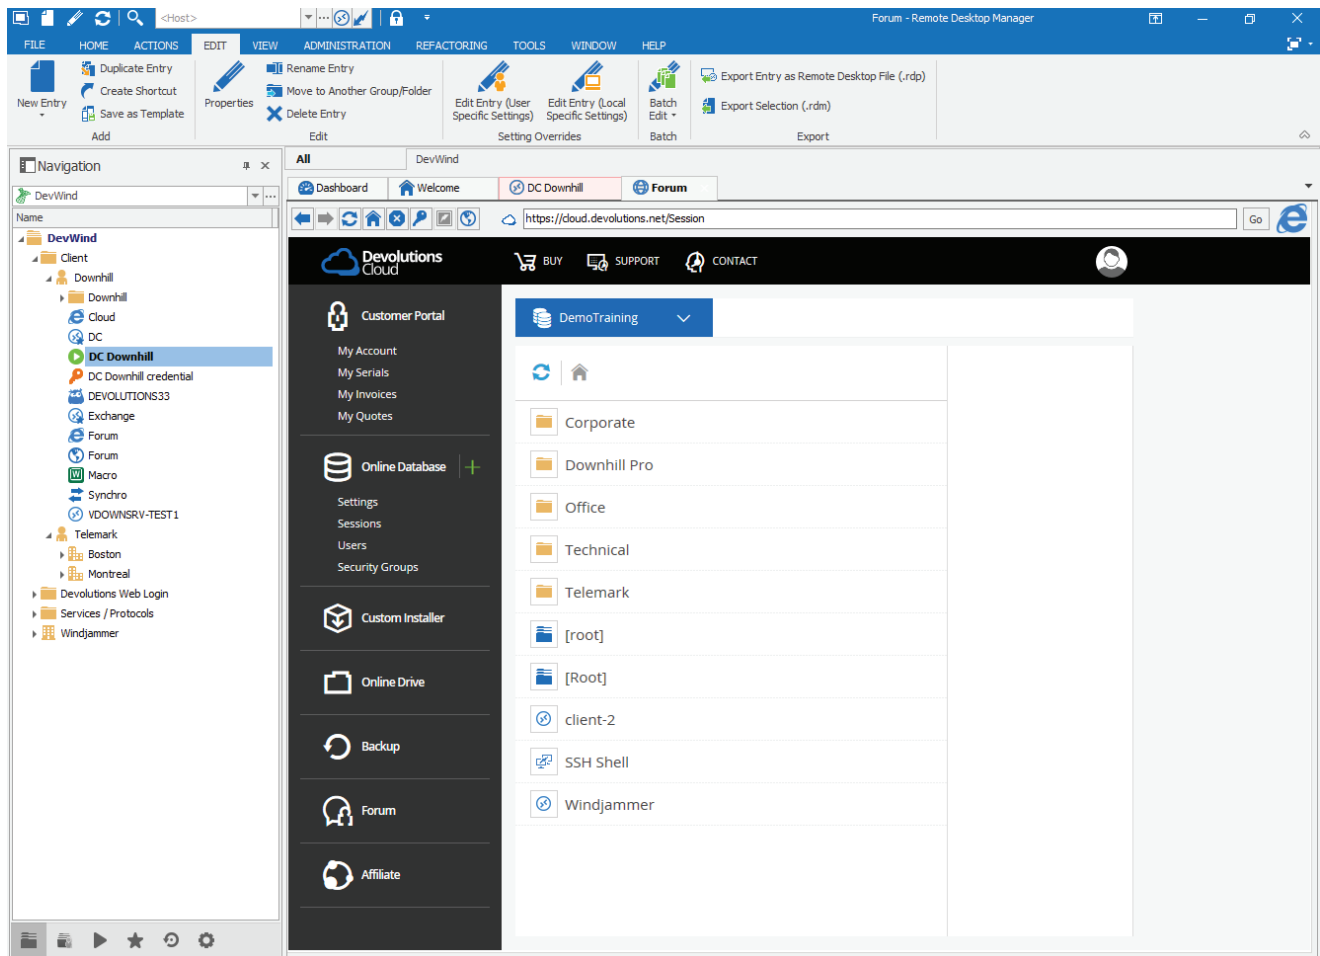 <Host>
Forum - Remote Desktop Manager
FILE HOME ACTIONS EDIT VIEW ADMINISTRATION REFACTORING TOOLS WINDOW HELP
New Entry
Duplicate Entry
Create Shortcut
Save as Template
Add
Properties
Rename Entry
Move to Another Group/Folder
Delete Entry
Edit
Edit Entry (User
Specific Settings)
Edit Entry (Local
Specific Settings)
Setting Overrides
Batch
Edit
Batch
Export Entry as Remote Desktop File (.rdp)
Export Selection (.rdm)
Export
Navigation
DevWind
Name
DevWind
Client
Downhill
Downhill
Cloud
DC
DC Downhill
DC Downhill credential
DEVOLUTIONS33
Exchange
Forum
Forum
Macro
Synchro
VDOWNSRV-TEST1
Telemark
Boston
Montreal
Devolutions Web Login
Services / Protocols
Windjammer
All DevWind
Dashboard Welcome DC Downhill Forum
https://cloud.devolutions.net/Session Go
Devolutions
Cloud
BUY SUPPORT CONTACT
Customer Portal
My Account
My Serials
My Invoices
My Quotes
Online Database
Settings
Sessions
Users
Security Groups
Custom Installer
Online Drive
Backup
Forum
Affiliate
DemoTraining
Corporate
Downhill Pro
Office
Technical
Telemark
[root]
[Root]
client-2
SSH Shell
Windjammer